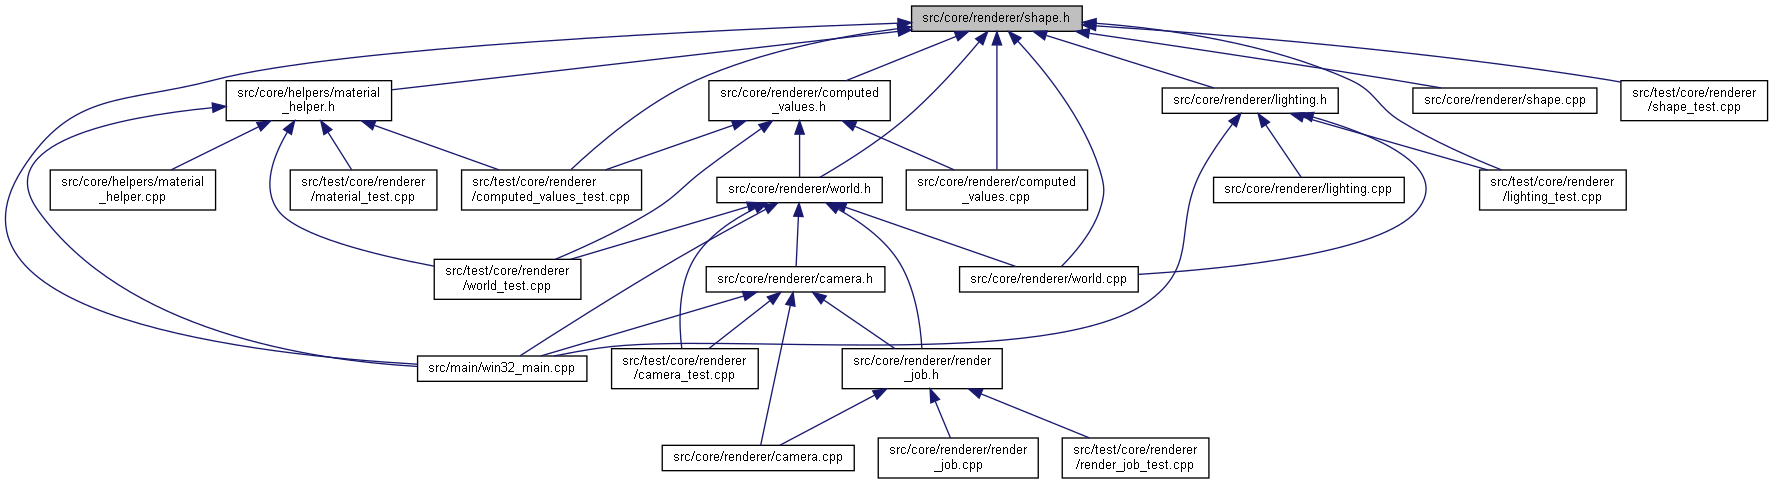 src/core/renderer/shape.h
src/core/helpers/material
_helper.h
src/core/renderer/computed
_values.h
src/core/renderer/lighting.h
src/core/renderer/shape.cpp
src/test/core/renderer
/shape_test.cpp
src/core/helpers/material
_helper.cpp
src/test/core/renderer
/material_test.cpp
src/test/core/renderer
/computed_values_test.cpp
src/core/renderer/world.h
src/core/renderer/computed
_values.cpp
src/core/renderer/lighting.cpp
src/test/core/renderer
/lighting_test.cpp
src/test/core/renderer
/world_test.cpp
src/core/renderer/camera.h
src/core/renderer/world.cpp
src/main/win32_main.cpp
src/test/core/renderer
/camera_test.cpp
src/core/renderer/render
_job.h
src/core/renderer/camera.cpp
src/core/renderer/render
_job.cpp
src/test/core/renderer
/render_job_test.cpp